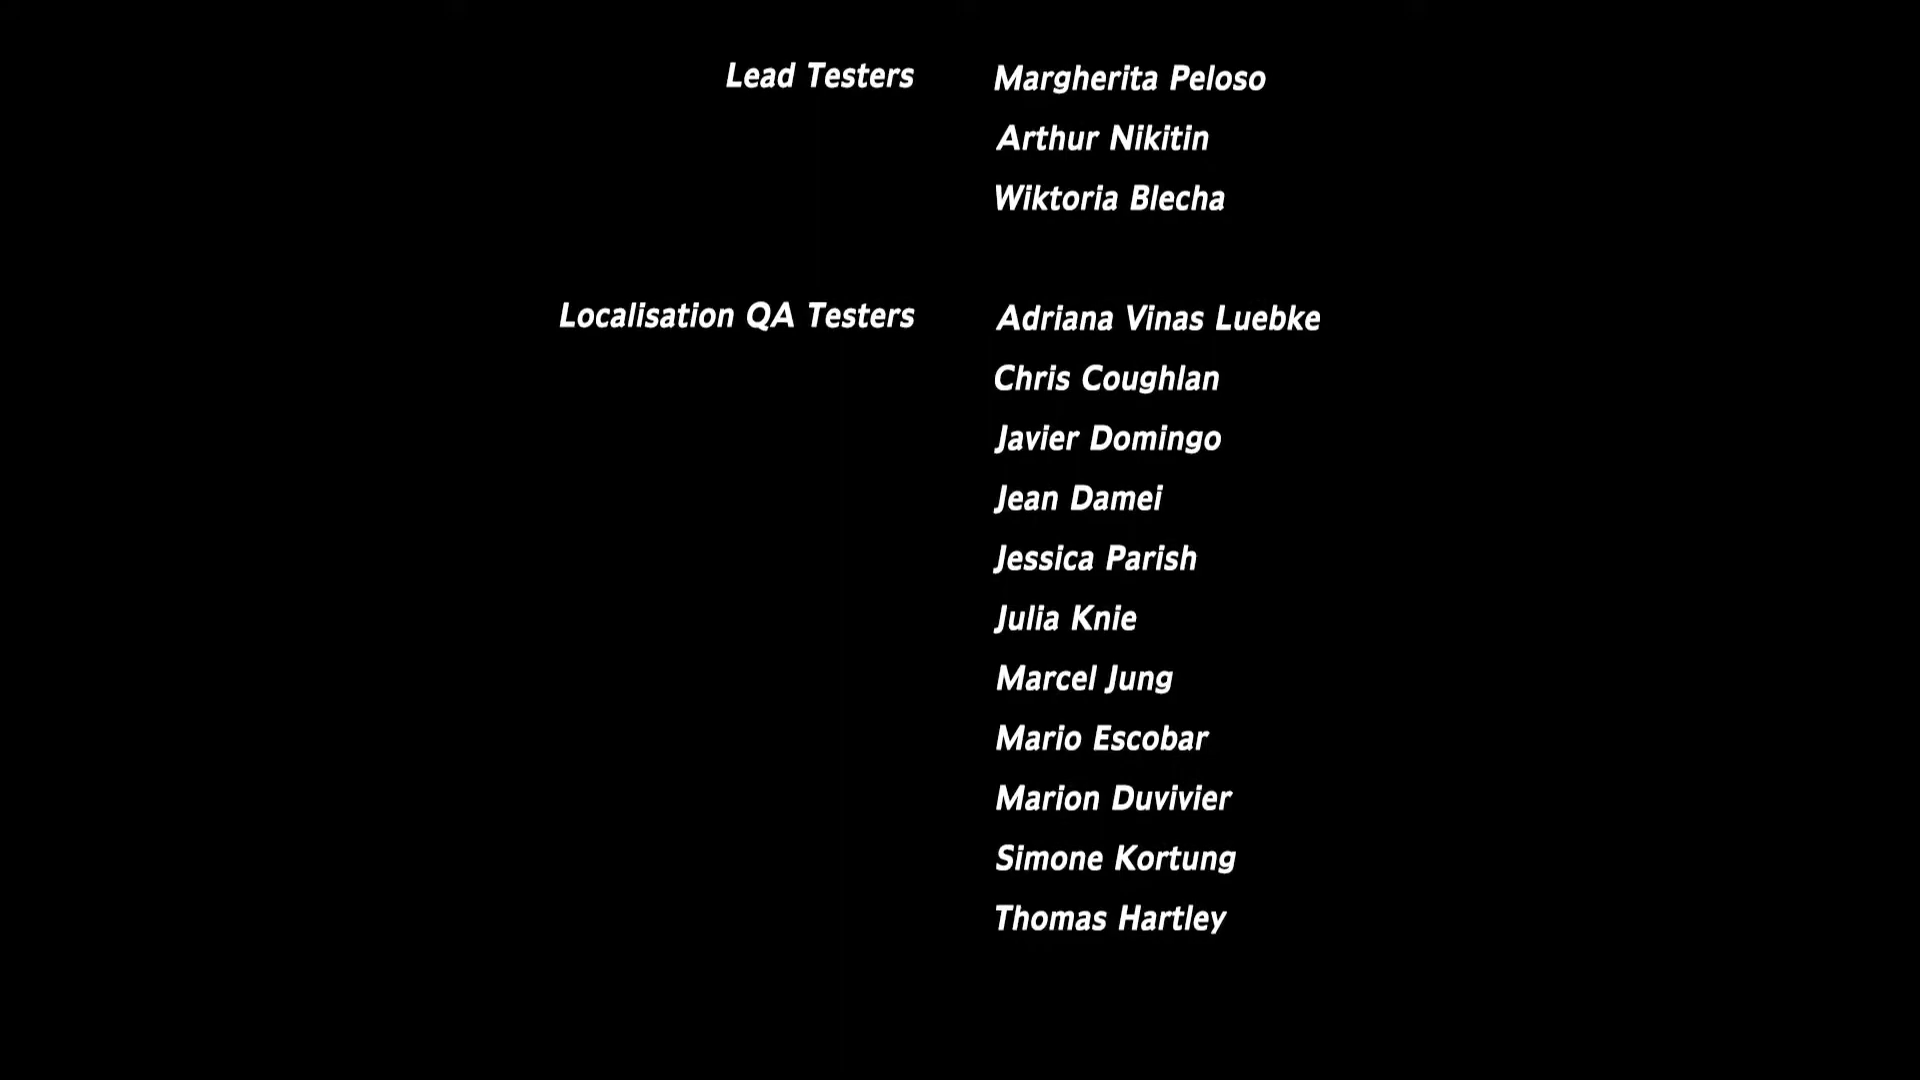 Lead Testers Margherita Peloso
Arthur Nikitin
Wiktoria Blecha
Localisation QA Testers Adriana Vinas Luebke
Chris Coughlan
Javier Domingo
Jean Damei
Jessica Parish
Julia Knie
Marcel Jung
Mario Escobar
Marion Duvivier
Simone Kortung
Thomas Hartley